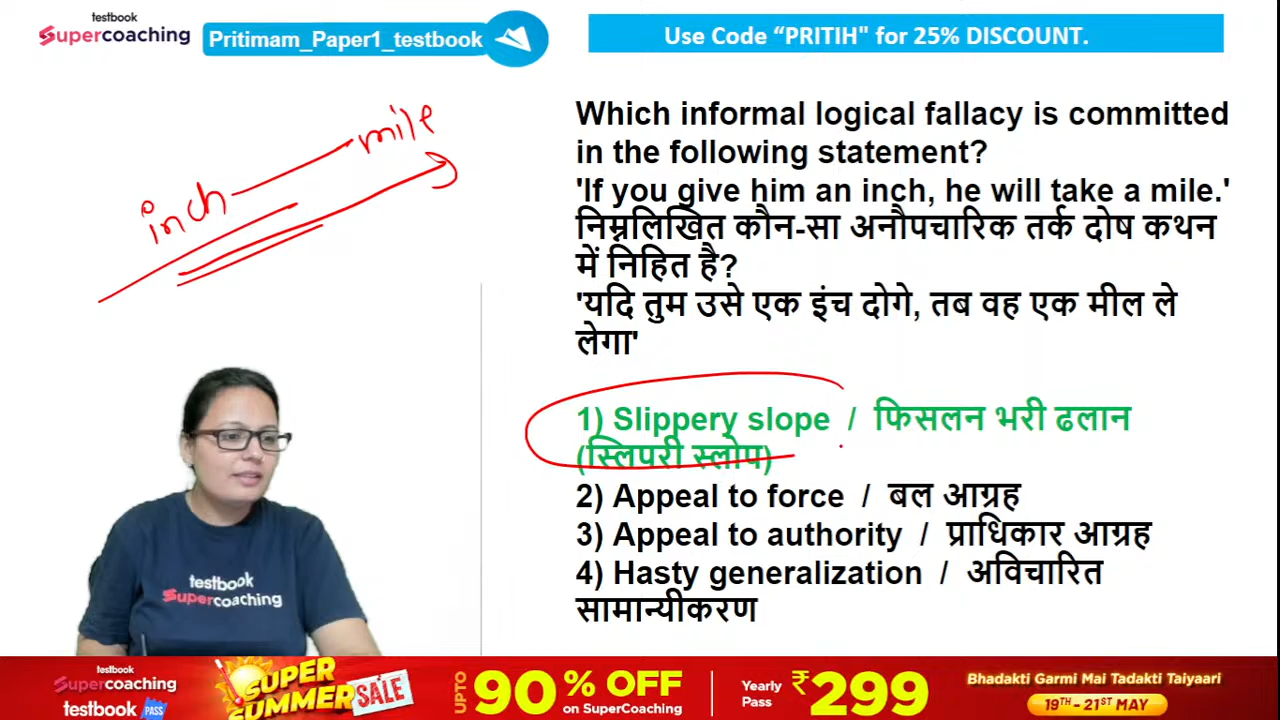 testbook
Supercoaching
Pritimam_Paper1_testbook
Use Code “PRITIH" for 25% DISCOUNT.
inch
mile
Which informal logical fallacy is committed
in the following statement?
'If you give him an inch, he will take a mile.'
निम्नलिखित कौन-सा अनौपचारिक तर्क दोष कथन
में निहित है?
'यदि तुम उसे एक इंच दोगे, तब वह एक मील ले
लेगा'
1) Slippery slope / फिसलन भरी ढलान
(स्लिपरी स्लोप)
2) Appeal to force / बल आग्रह
3) Appeal to authority / प्राधिकार आग्रह
4) Hasty generalization / अविचारित
सामान्यीकरण
testbook
Supercoaching
testbook
Supercoaching
testbook PASS
SUPER
SUMMER SALE
UPTO 90% OFF
on SuperCoaching
Yearly
Pass
₹299
Bhadakti Garmi Mai Tadakti Taiyaari
19TH - 21ST MAY